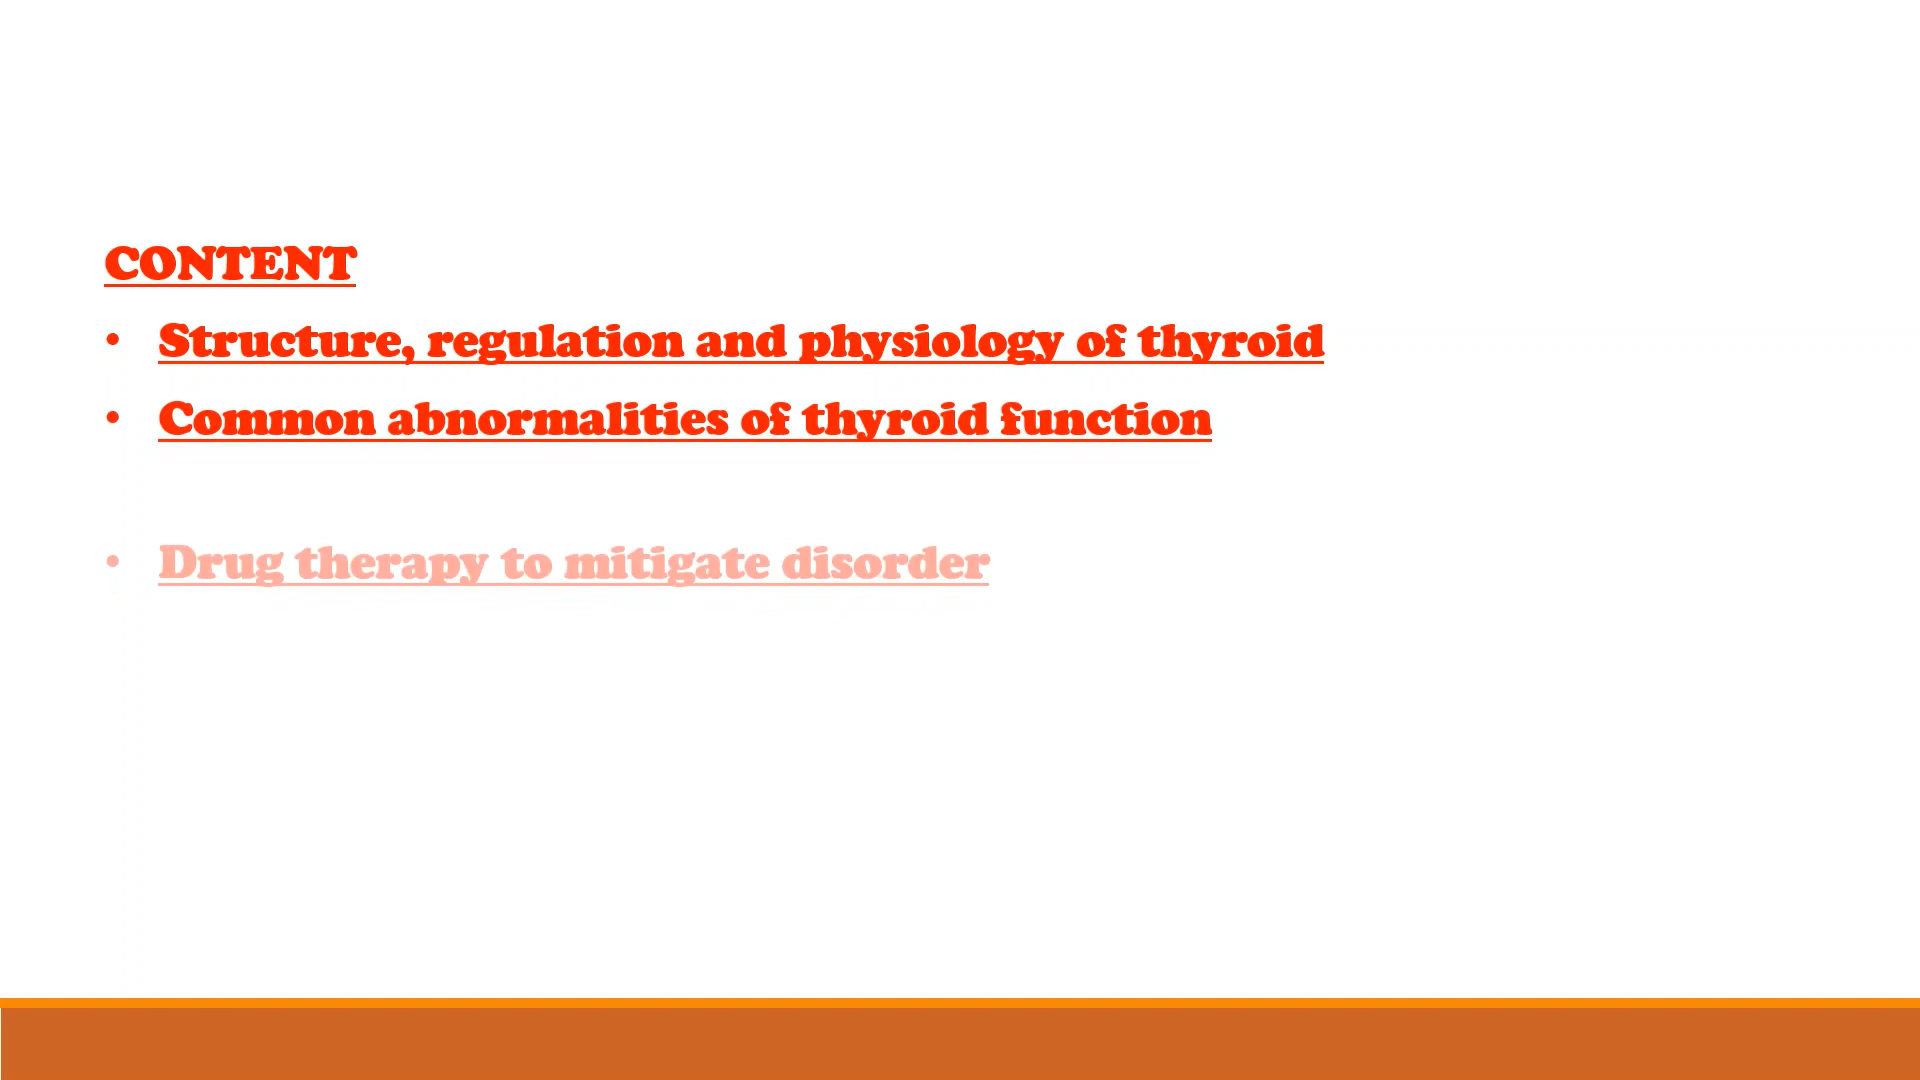 CONTENT
• Structure, regulation and physiology of thyroid
• Common abnormalities of thyroid function
• Drug therapy to mitigate disorder